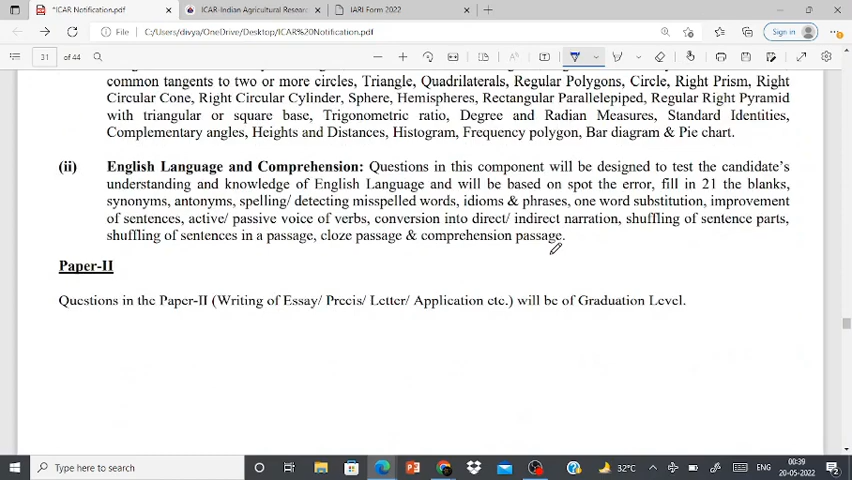 *ICAR Notification.pdf
ICAR-Indian Agricultural Resear
IARI Form 2022
File
C:/Users/divya/OneDrive/Desktop/ICAR%20Notification.pdf
Sign in
31 of 44
common tangents to two or more circles, Triangle, Quadrilaterals, Regular Polygons, Circle, Right Prism, Right
Circular Cone, Right Circular Cylinder, Sphere, Hemispheres, Rectangular Parallelepiped, Regular Right Pyramid
with triangular or square base, Trigonometric ratio, Degree and Radian Measures, Standard Identities,
Complementary angles, Heights and Distances, Histogram, Frequency polygon, Bar diagram & Pie chart.
(ii) English Language and Comprehension: Questions in this component will be designed to test the candidate's
understanding and knowledge of English Language and will be based on spot the error, fill in 21 the blanks,
synonyms, antonyms, spelling/ detecting misspelled words, idioms & phrases, one word substitution, improvement
of sentences, active/ passive voice of verbs, conversion into direct/ indirect narration, shuffling of sentence parts,
shuffling of sentences in a passage, cloze passage & comprehension passage.
Paper-II
Questions in the Paper-II (Writing of Essay/ Precis/ Letter/ Application etc.) will be of Graduation Level.
Type here to search
32°C
ENG
00:39
20-05-2022